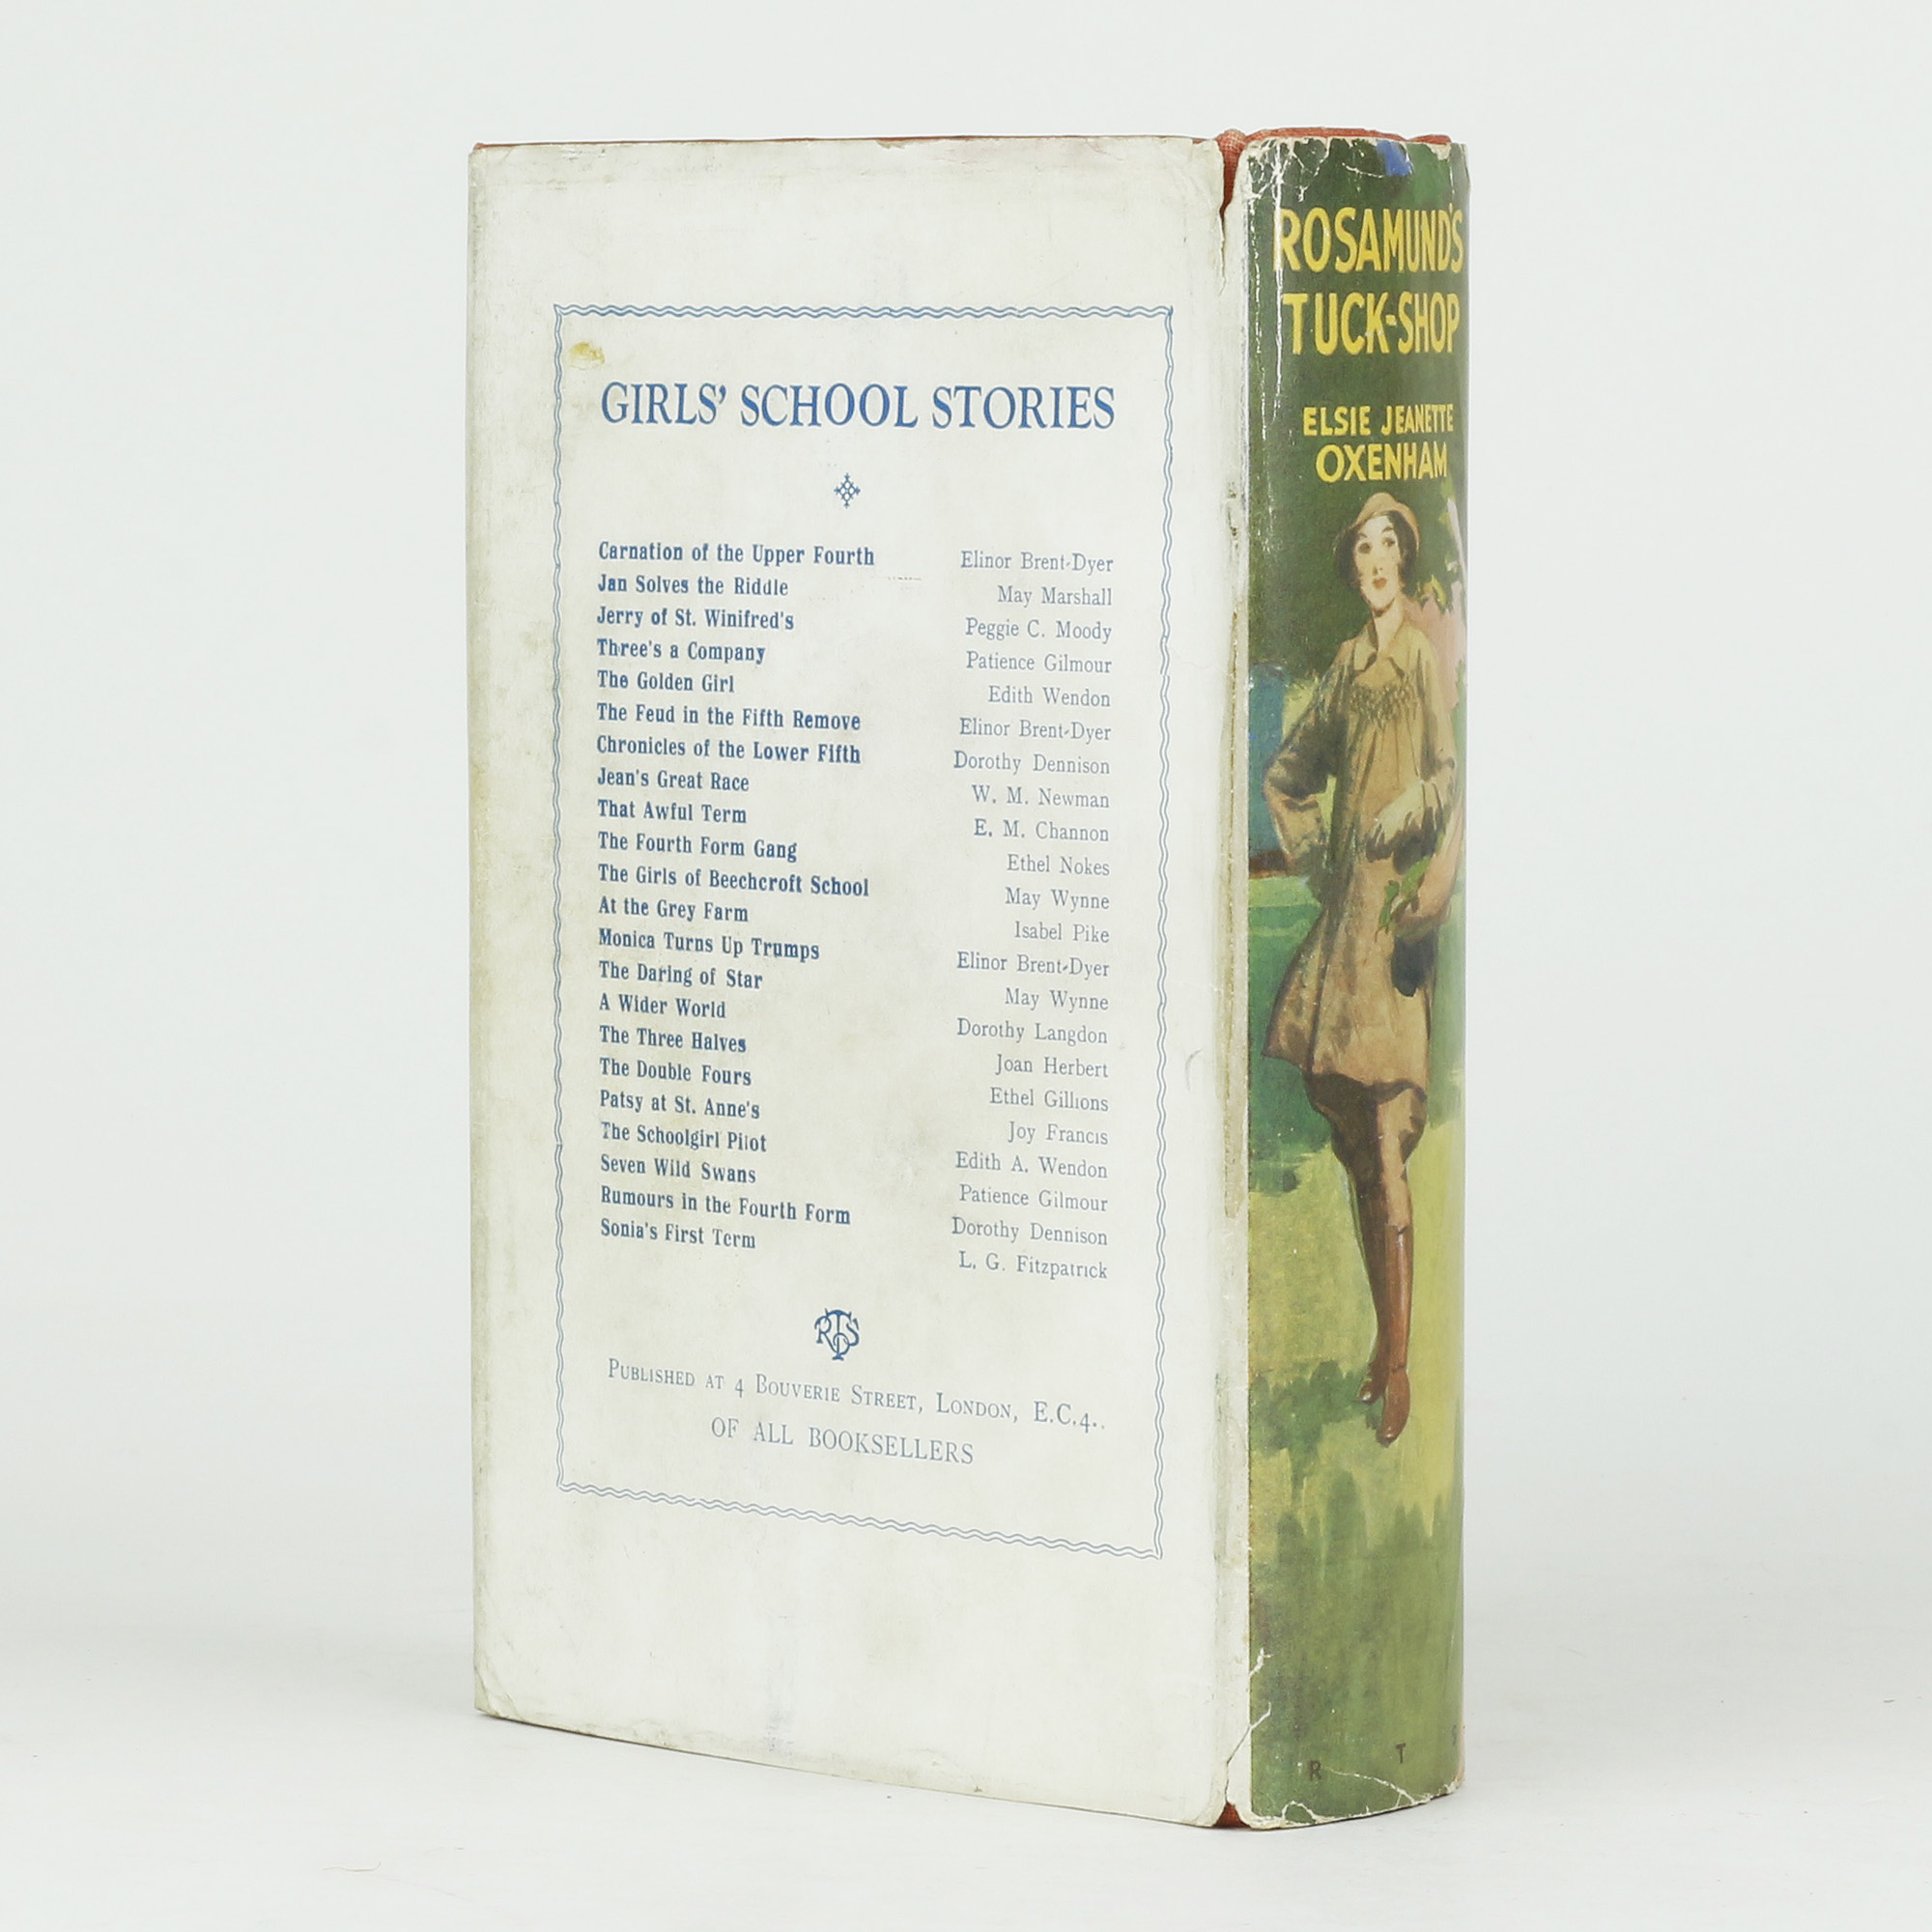 GIRLS' SCHOOL STORIES
Carnation of the Upper Fourth Elinor Brent-Dyer
Jan Solves the Riddle May Marshall
Jerry of St. Winifred's Peggie C. Moody
Three's a Company Patience Gilmour
The Golden Girl Edith Wendon
The Feud in the Fifth Remove Elinor Brent-Dyer
Chronicles of the Lower Fifth Dorothy Dennison
Jean's Great Race W. M. Newman
That Awful Term E. M. Channon
The Fourth Form Gang Ethel Nokes
The Girls of Beechcroft School May Wynne
At the Grey Farm Isabel Pike
Monica Turns Up Trumps Elinor Brent-Dyer
The Daring of Star May Wynne
A Wider World Dorothy Langdon
The Three Halves Joan Herbert
The Double Fours Ethel Gillions
Patsy at St. Anne's Joy Francis
The Schoolgirl Pilot Edith A. Wendon
Seven Wild Swans Patience Gilmour
Rumours in the Fourth Form Dorothy Dennison
Sonia's First Term L. G. Fitzpatrick
RTS
PUBLISHED AT 4 BOUVERIE STREET, LONDON, E.C.4..
OF ALL BOOKSELLERS
ROSAMUND'S
TUCK-SHOP
ELSIE JEANETTE
OXENHAM
R T S